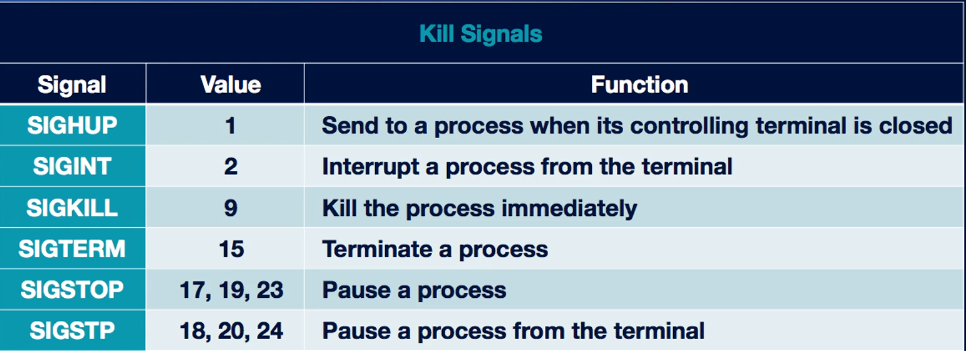 Kill Signals
Signal Value Function
SIGHUP 1 Send to a process when its controlling terminal is closed
SIGINT 2 Interrupt a process from the terminal
SIGKILL 9 Kill the process immediately
SIGTERM 15 Terminate a process
SIGSTOP 17, 19, 23 Pause a process
SIGSTP 18, 20, 24 Pause a process from the terminal